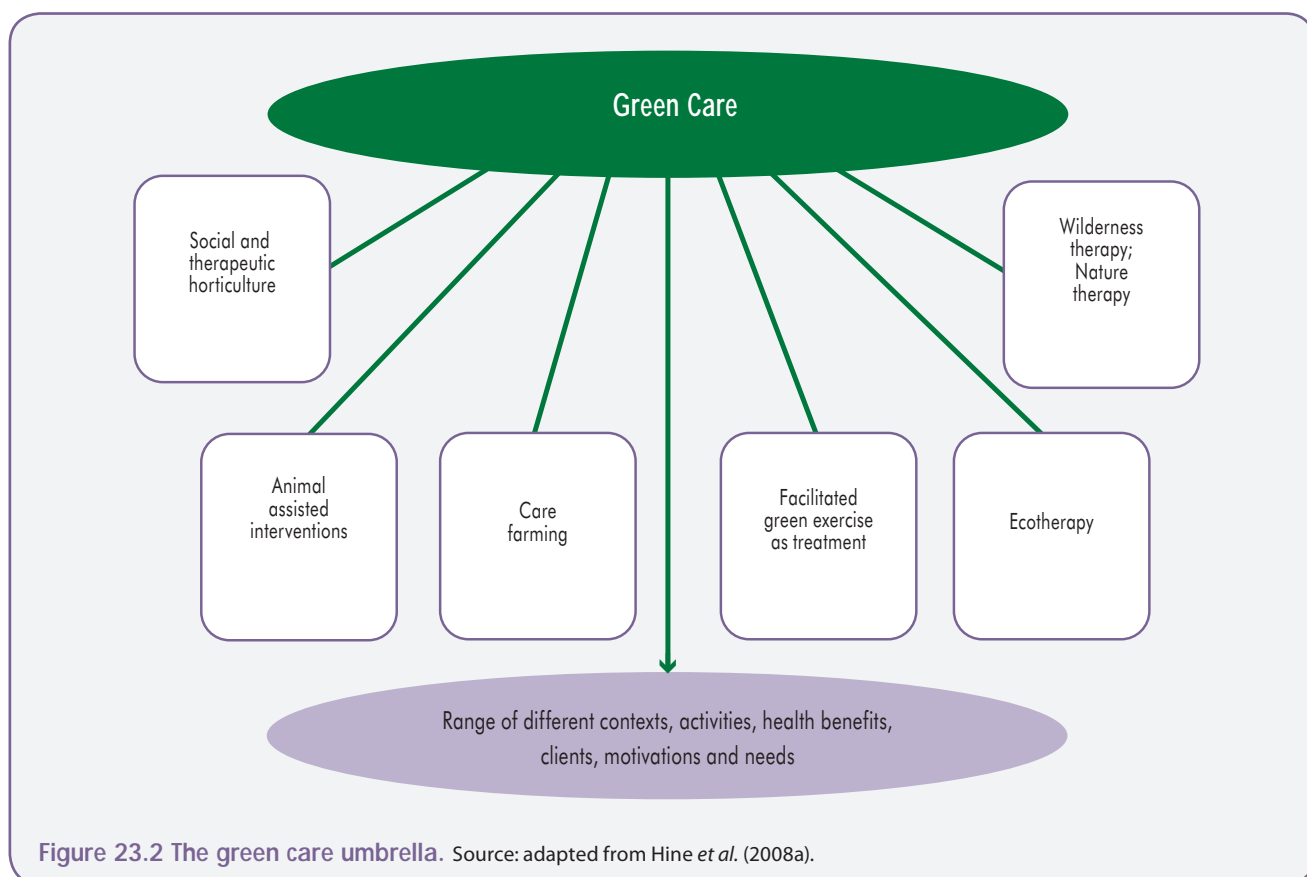 Green Care
Social and
therapeutic
horticulture
Wilderness
therapy;
Nature
therapy
Animal
assisted
interventions
Care
farming
Facilitated
green exercise
as treatment
Ecotherapy
Range of different contexts, activities, health benefits,
clients, motivations and needs
Figure 23.2 The green care umbrella. Source: adapted from Hine et al. (2008a).